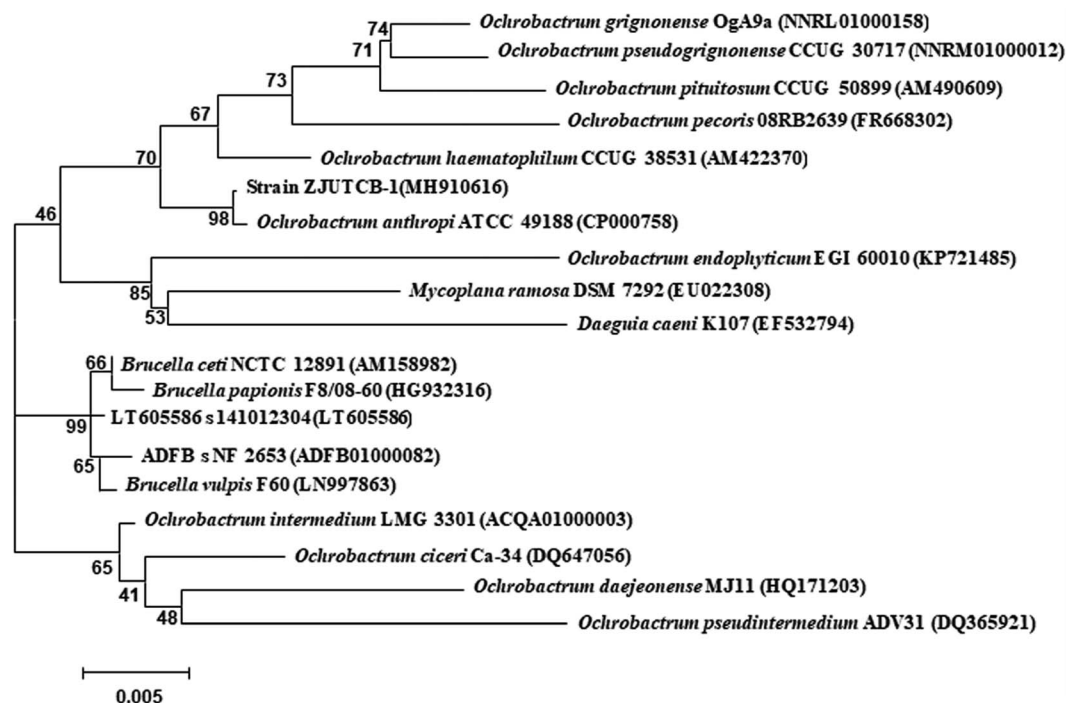 74
Ochrobactrum grignonense OgA9a (NNRL01000158)
71
Ochrobactrum pseudogrignonense CCUG 30717 (NNRM01000012)
73
Ochrobactrum pituitosum CCUG 50899 (AM490609)
67
Ochrobactrum pecoris 08RB2639 (FR668302)
70
Ochrobactrum haematophilum CCUG 38531 (AM422370)
Strain ZJUTCB-1(MH910616)
46
98
Ochrobactrum anthropi ATCC 49188 (CP000758)
Ochrobactrum endophyticum EGI 60010 (KP721485)
85
Mycoplana ramosa DSM 7292 (EU022308)
53
Daeguia caeni K107 (EF532794)
66
Brucella ceti NCTC 12891 (AM158982)
Brucella papionis F8/08-60 (HG932316)
99
LT605586 s141012304(LT605586)
65
ADFB sNF 2653 (ADFB01000082)
Brucella vulpis F60 (LN997863)
Ochrobactrum intermedium LMG 3301 (ACQA01000003)
65
Ochrobactrum ciceri Ca-34 (DQ647056)
41
Ochrobactrum daejeonense MJ11 (HQ171203)
48
Ochrobactrum pseudintermedium ADV31 (DQ365921)
0.005